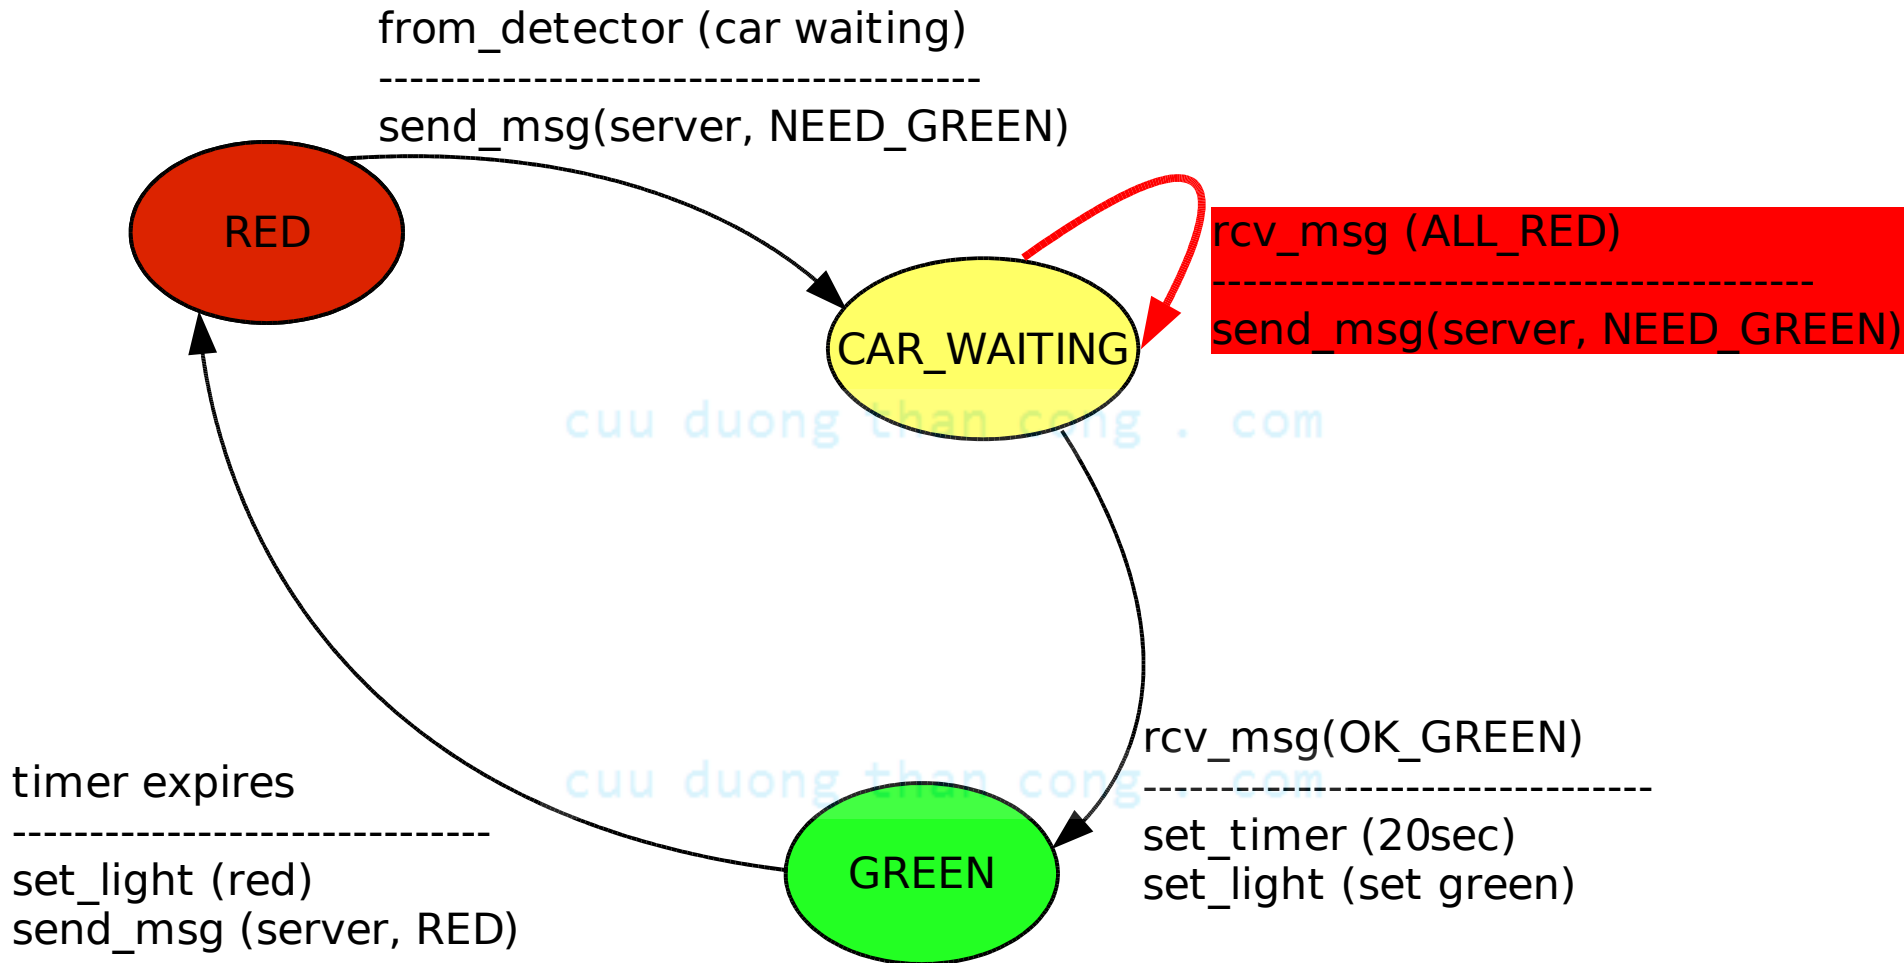 from_detector (car waiting)
---------------------------------------
send_msg(server, NEED_GREEN)
RED
rcv_msg (ALL_RED)
---------------------------------------
send_msg(server, NEED_GREEN)
CAR_WAITING
cuu duong than cong . com
rcv_msg(OK_GREEN)
---------------------------------
set_timer (20sec)
set_light (set green)
timer expires
-------------------------------
set_light (red)
send_msg (server, RED)
cuu duong than cong . com
GREEN